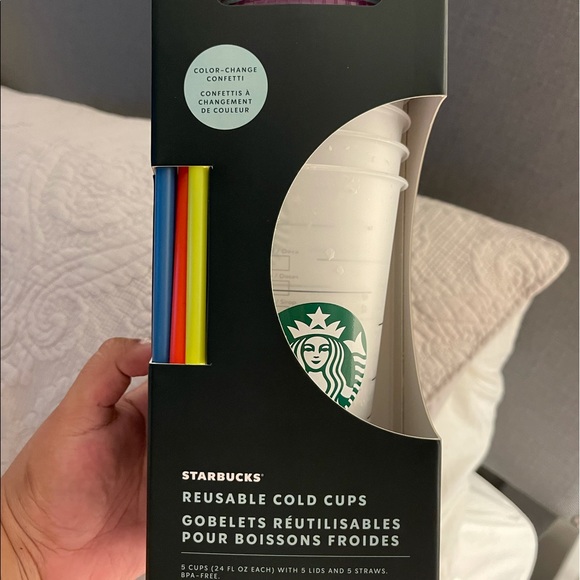 COLOR-CHANGE
CONFETTI
CONFETTIS À
CHANGEMENT
DE COULEUR
STARBUCKS®
REUSABLE COLD CUPS
GOBELETS RÉUTILISABLES
POUR BOISSONS FROIDES
5 CUPS (24 FL OZ EACH) WITH 5 LIDS AND 5 STRAWS.
BPA-FREE.